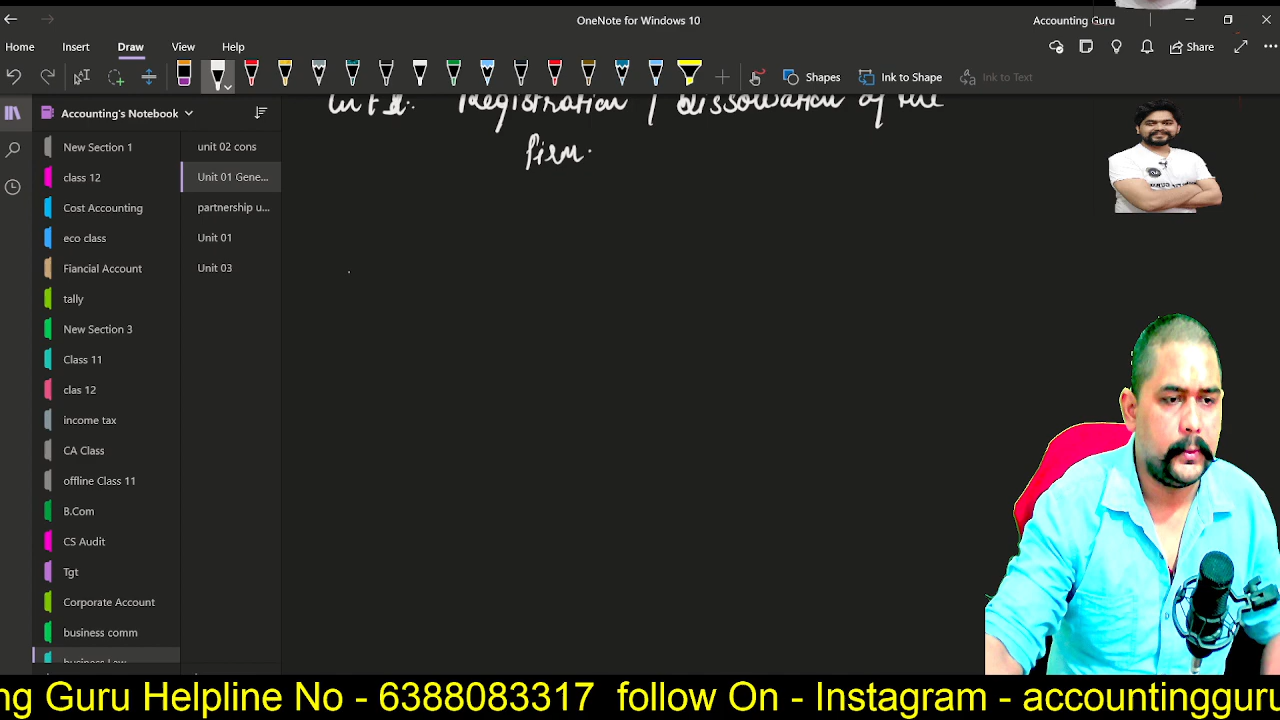 OneNote for Windows 10
Accounting Guru
Home Insert Draw View Help
Share
Shapes
Ink to Shape
Ink to Text
Accounting's Notebook
New Section 1
class 12
Cost Accounting
eco class
Fiancial Account
tally
New Section 3
Class 11
clas 12
income tax
CA Class
offline Class 11
B.Com
CS Audit
Tgt
Corporate Account
business comm
business Law
unit 02 cons
Unit 01 Gene...
partnership u...
Unit 01
Unit 03
Registration / dissolution of the
firm.
ng Guru Helpline No - 6388083317 follow On - Instagram - accountingguru